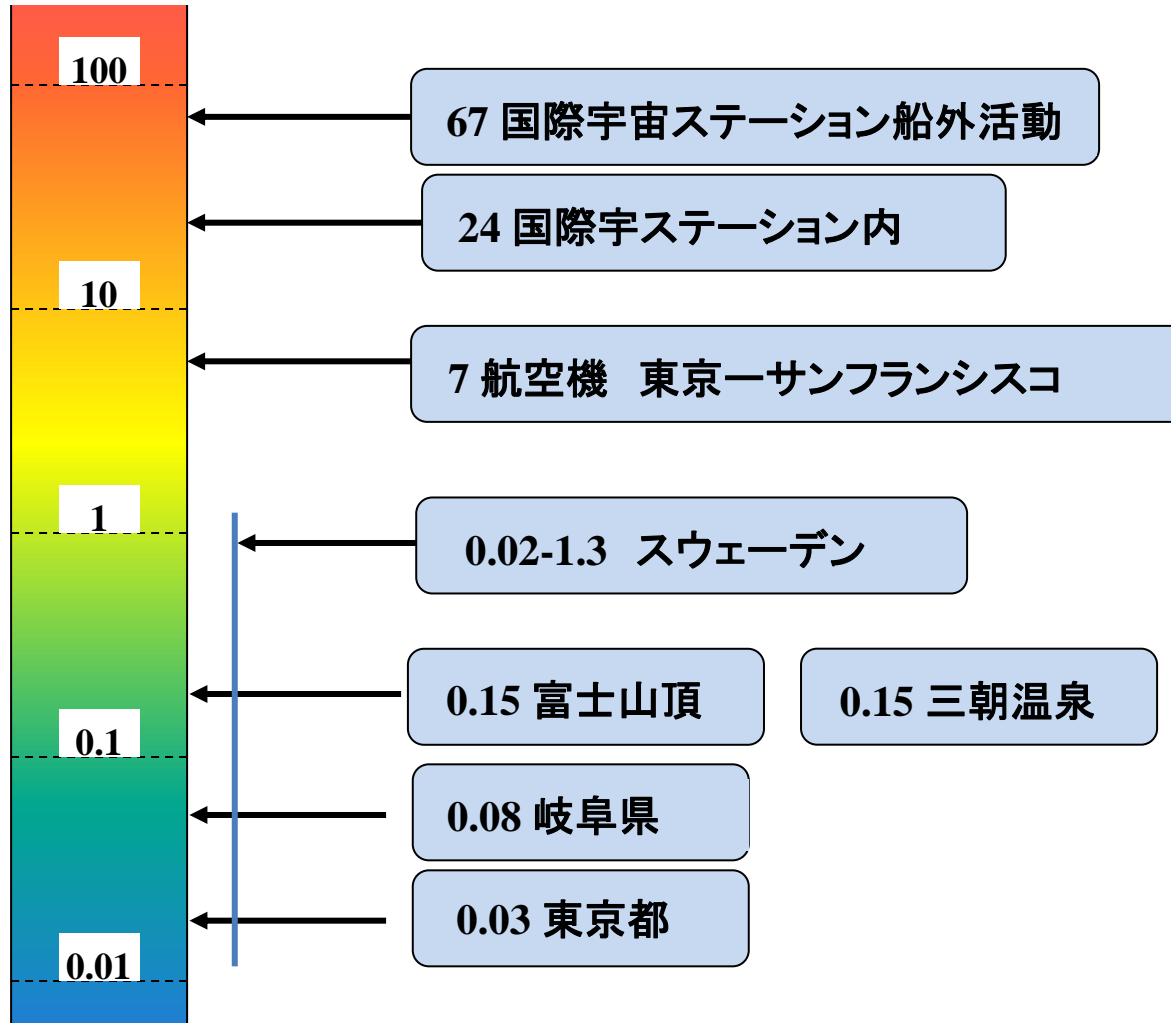 100
67 国際宇宙ステーション船外活動
24 国際宇ステーション内
10
7 航空機　東京ーサンフランシスコ
1
0.02-1.3　スウェーデン
0.15 富士山頂
0.15 三朝温泉
0.1
0.08 岐阜県
0.03 東京都
0.01